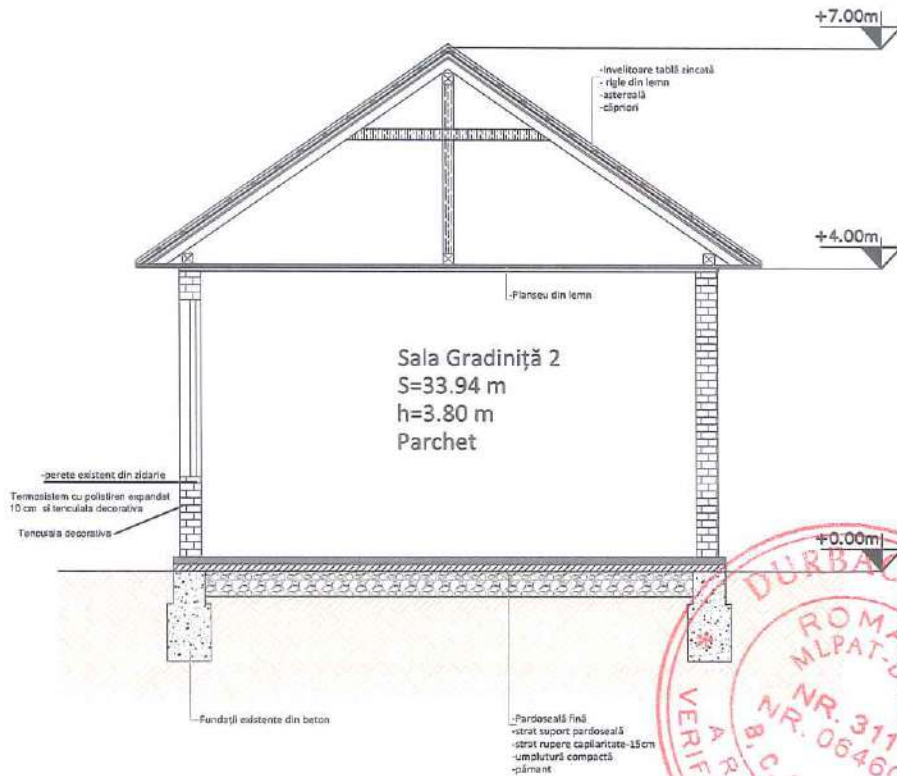 +7.00m
-Invelitoare tablă zincată
- rigle din lemn
-astereală
-căpriori
+4.00m
-Planseu din lemn
Sala Gradiniță 2
S=33.94 m
h=3.80 m
Parchet
-perete existent din zidarie
Termosistem cu polistiren expandat
10 cm si tencuiala decorativa
Tencuiala decorativa
+0.00m
-Fundații existente din beton
-Pardoseală fină
-strat suport pardoseală
-strat rupere capilaritate-15cm
-umplutură compactă
-pămant
DURBAC
ROMA
MLPAT-
NR. 311
NR. 0646
VERIF
B, C